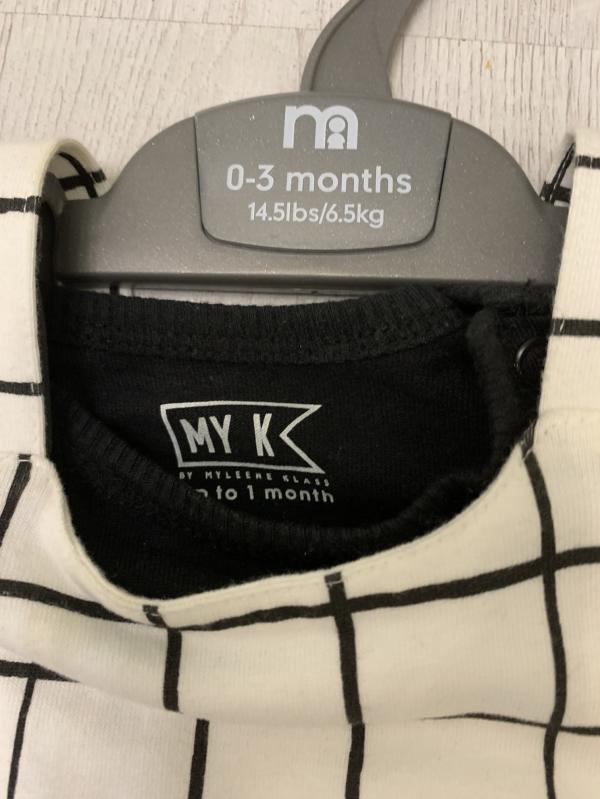 m
0-3 months
14.5lbs/6.5kg
MY K
BY MYLEENE KLASS
to 1 month